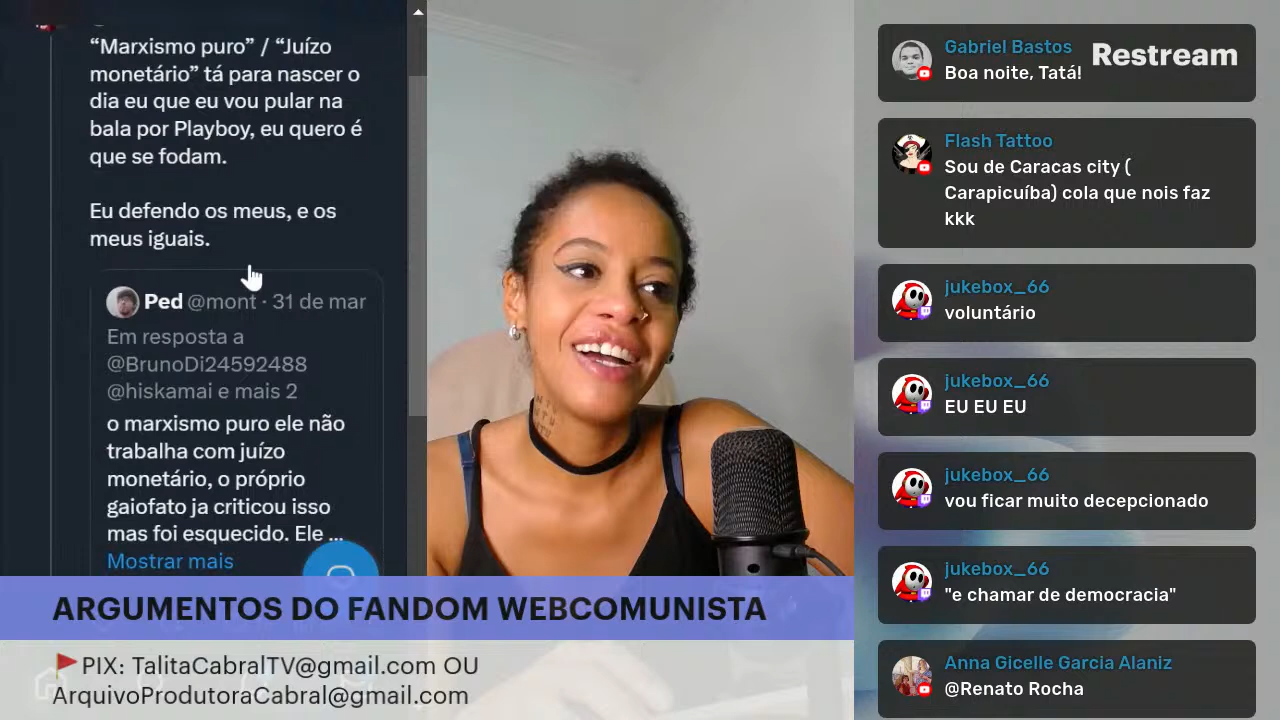 “Marxismo puro” / “Juízo
monetário” tá para nascer o
dia eu que eu vou pular na
bala por Playboy, eu quero é
que se fodam.
Eu defendo os meus, e os
meus iguais.
Ped @mont · 31 de mar
Em resposta a
@BrunoDi24592488
@hiskamai e mais 2
o marxismo puro ele não
trabalha com juízo
monetário, o próprio
gaiofato ja criticou isso
mas foi esquecido. Ele ...
Mostrar mais
ARGUMENTOS DO FANDOM WEBCOMUNISTA
🚩PIX: TalitaCabralTV@gmail.com OU
ArquivoProdutoraCabral@gmail.com
Restream
Gabriel Bastos
Boa noite, Tatá!
Flash Tattoo
Sou de Caracas city (
Carapicuíba) cola que nois faz
kkk
jukebox_66
voluntário
jukebox_66
EU EU EU
jukebox_66
vou ficar muito decepcionado
jukebox_66
"e chamar de democracia"
Anna Gicelle Garcia Alaniz
@Renato Rocha